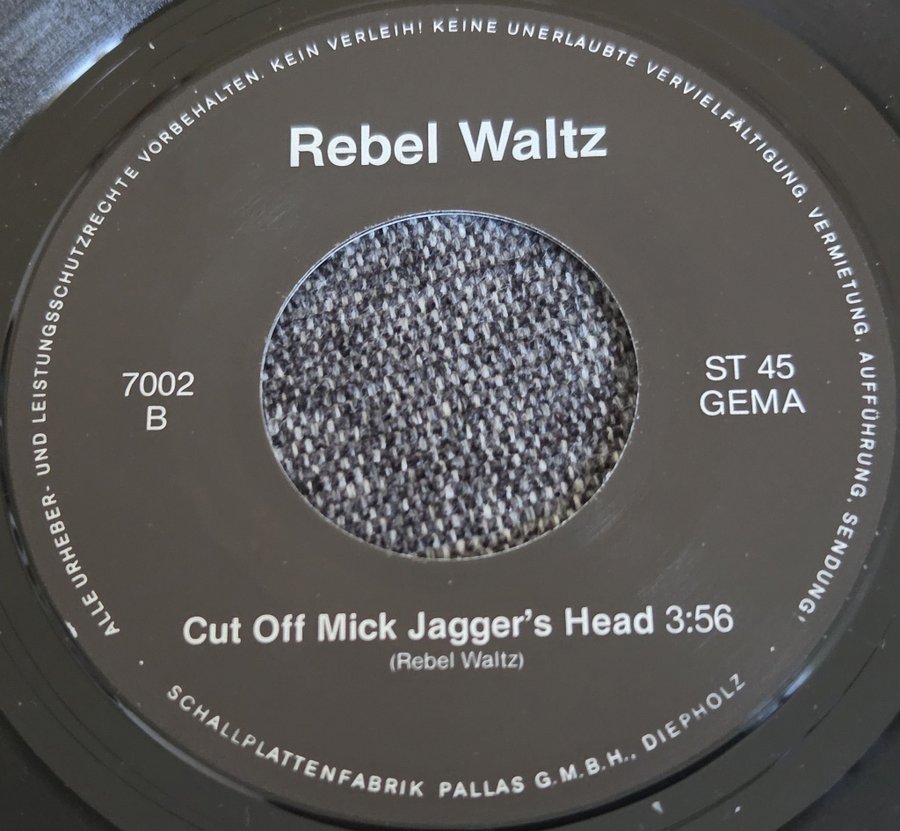 ALLE URHEBER- UND LEISTUNGSSCHUTZRECHTE VORBEHALTEN. KEIN VERLEIH! KEINE UNERLAUBTE VERVIELFÄLTIGUNG, VERMIETUNG, AUFFÜHRUNG, SENDUNG!
Rebel Waltz
7002
B
ST 45
GEMA
Cut Off Mick Jagger's Head 3:56
(Rebel Waltz)
SCHALLPLATTENFABRIK PALLAS G.M.B.H., DIEPHOLZ